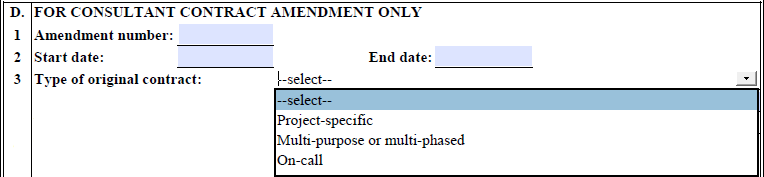 D. FOR CONSULTANT CONTRACT AMENDMENT ONLY
1 Amendment number:
2 Start date: End date:
3 Type of original contract: --select--
--select--
Project-specific
Multi-purpose or multi-phased
On-call